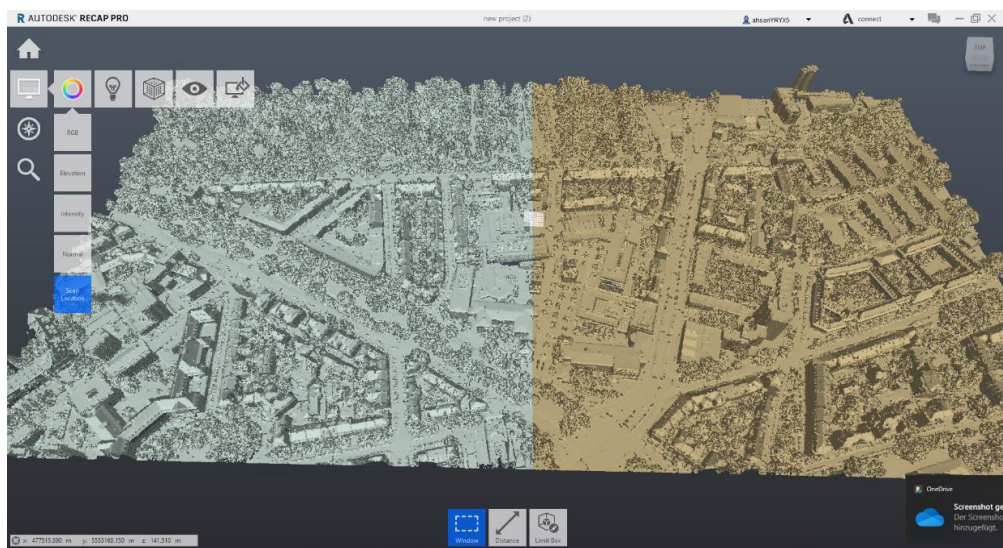 R AUTODESK® RECAP PRO
new project (2)
ahsanYRYX5
connect
TOP
RGB
Elevation
Intensity
Normal
Scan
Location
Window
Distance
Limit Box
x: 477515.090 m y: 5553168.150 m z: 141.510 m
OneDrive
Screenshot ge
Der Screensho
hinzugefügt.